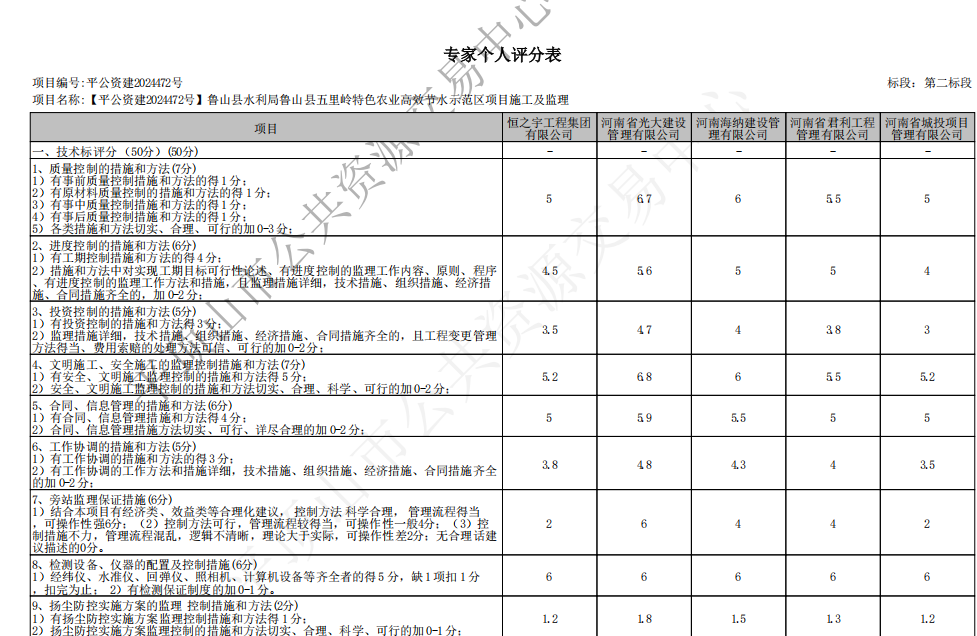 专家个人评分表
项目编号:平公资建2024472号
标段：第二标段
项目名称:【平公资建2024472号】鲁山县水利局鲁山县五里岭特色农业高效节水示范区项目施工及监理
项目
恒之宇工程集团
有限公司
河南省光大建设
管理有限公司
河南海纳建设管
理有限公司
河南省君利工程
管理有限公司
河南省城投项目
管理有限公司
一、技术标评分（50分）(50分)
-
-
-
-
-
1、质量控制的措施和方法(7分)
1）有事前质量控制措施和方法的得1分；
2）有原材料质量控制的措施和方法的得1分；
3）有事中质量控制措施和方法的得1分；
4）有事后质量控制措施和方法的得1分；
5）各类措施和方法切实、合理、可行的加0-3分；
5
6.7
6
5.5
5
2、进度控制的措施和方法(6分)
1）有工期控制措施和方法的得4分；
2）措施和方法中对实现工期目标可行性论述、有进度控制的监理工作内容、原则、程序
、有进度控制的监理工作方法和措施，且监理措施详细，技术措施、组织措施、经济措
施、合同措施齐全的，加0-2分；
4.5
5.6
5
5
4
3、投资控制的措施和方法(5分)
1）有投资控制的措施和方法得3分；
2）监理措施详细，技术措施、组织措施、经济措施、合同措施齐全的，且工程变更管理
方法得当、费用索赔的处理方法可信、可行的加0-2分；
3.5
4.7
4
3.8
3
4、文明施工、安全施工的监理控制措施和方法(7分)
1）有安全、文明施工监理控制的措施和方法得5分；
2）安全、文明施工监理控制的措施和方法切实、合理、科学、可行的加0-2分；
5.2
6.8
6
5.5
5.2
5、合同、信息管理的措施和方法(6分)
1）有合同、信息管理措施和方法得4分；
2）合同、信息管理措施方法切实、可行、详尽合理的加0-2分；
5
5.9
5.5
5
5
6、工作协调的措施和方法(5分)
1）有工作协调的措施和方法的得3分；
2）有工作协调的工作方法和措施详细，技术措施、组织措施、经济措施、合同措施齐全
的加0-2分；
3.8
4.8
4.3
4
3.5
7、旁站监理保证措施(6分)
1）结合本项目有经济类、效益类等合理化建议， 控制方法 科学合理， 管理流程得当
，可操作性强6分；（2）控制方法可行，管理流程较得当，可操作性一般4分；（3）控
制措施不力，管理流程混乱，逻辑不清晰，理论大于实际，可操作性差2分；无合理话建
议描述的0分。
2
6
4
4
2
8、检测设备、仪器的配置及控制措施(6分)
1）经纬仪、水准仪、回弹仪、照相机、计算机设备等齐全者的得5分，缺1项扣1分
，扣完为止； 2）有检测保证制度的加0-1分。
6
6
6
6
6
9、扬尘防控实施方案的监理 控制措施和方法(2分)
1）有扬尘防控实施方案监理控制措施和方法得1分；
2）扬尘防控实施方案监理控制的措施和方法切实、合理、科学、可行的加0-1分；
1.2
1.8
1.5
1.3
1.2